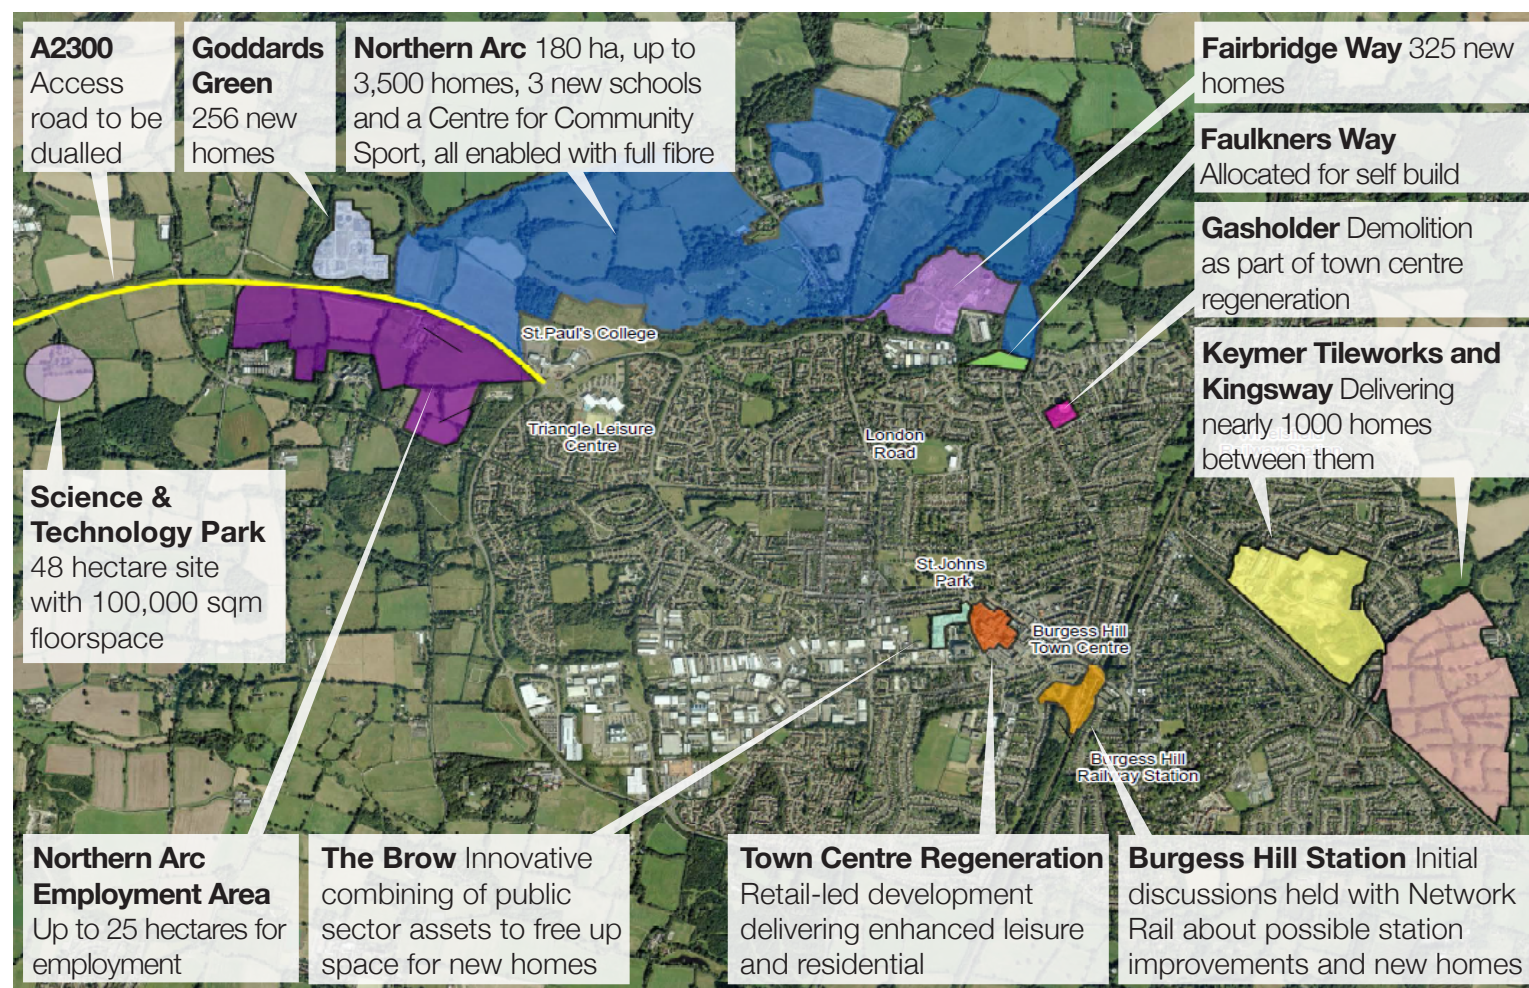 A2300
Access
road to be
dualled
Goddards
Green
256 new
homes
Northern Arc 180 ha, up to
3,500 homes, 3 new schools
and a Centre for Community
Sport, all enabled with full fibre
Fairbridge Way 325 new
homes
Faulkners Way
Allocated for self build
Gasholder Demolition
as part of town centre
regeneration
Keymer Tileworks and
Kingsway Delivering
nearly 1000 homes
between them
St.Paul's College
Triangle Leisure
Centre
London
Road
Science &
Technology Park
48 hectare site
with 100,000 sqm
floorspace
St.Johns
Park
Burgess Hill
Town Centre
Burgess Hill
Railway Station
Northern Arc
Employment Area
Up to 25 hectares for
employment
The Brow Innovative
combining of public
sector assets to free up
space for new homes
Town Centre Regeneration
Retail-led development
delivering enhanced leisure
and residential
Burgess Hill Station Initial
discussions held with Network
Rail about possible station
improvements and new homes